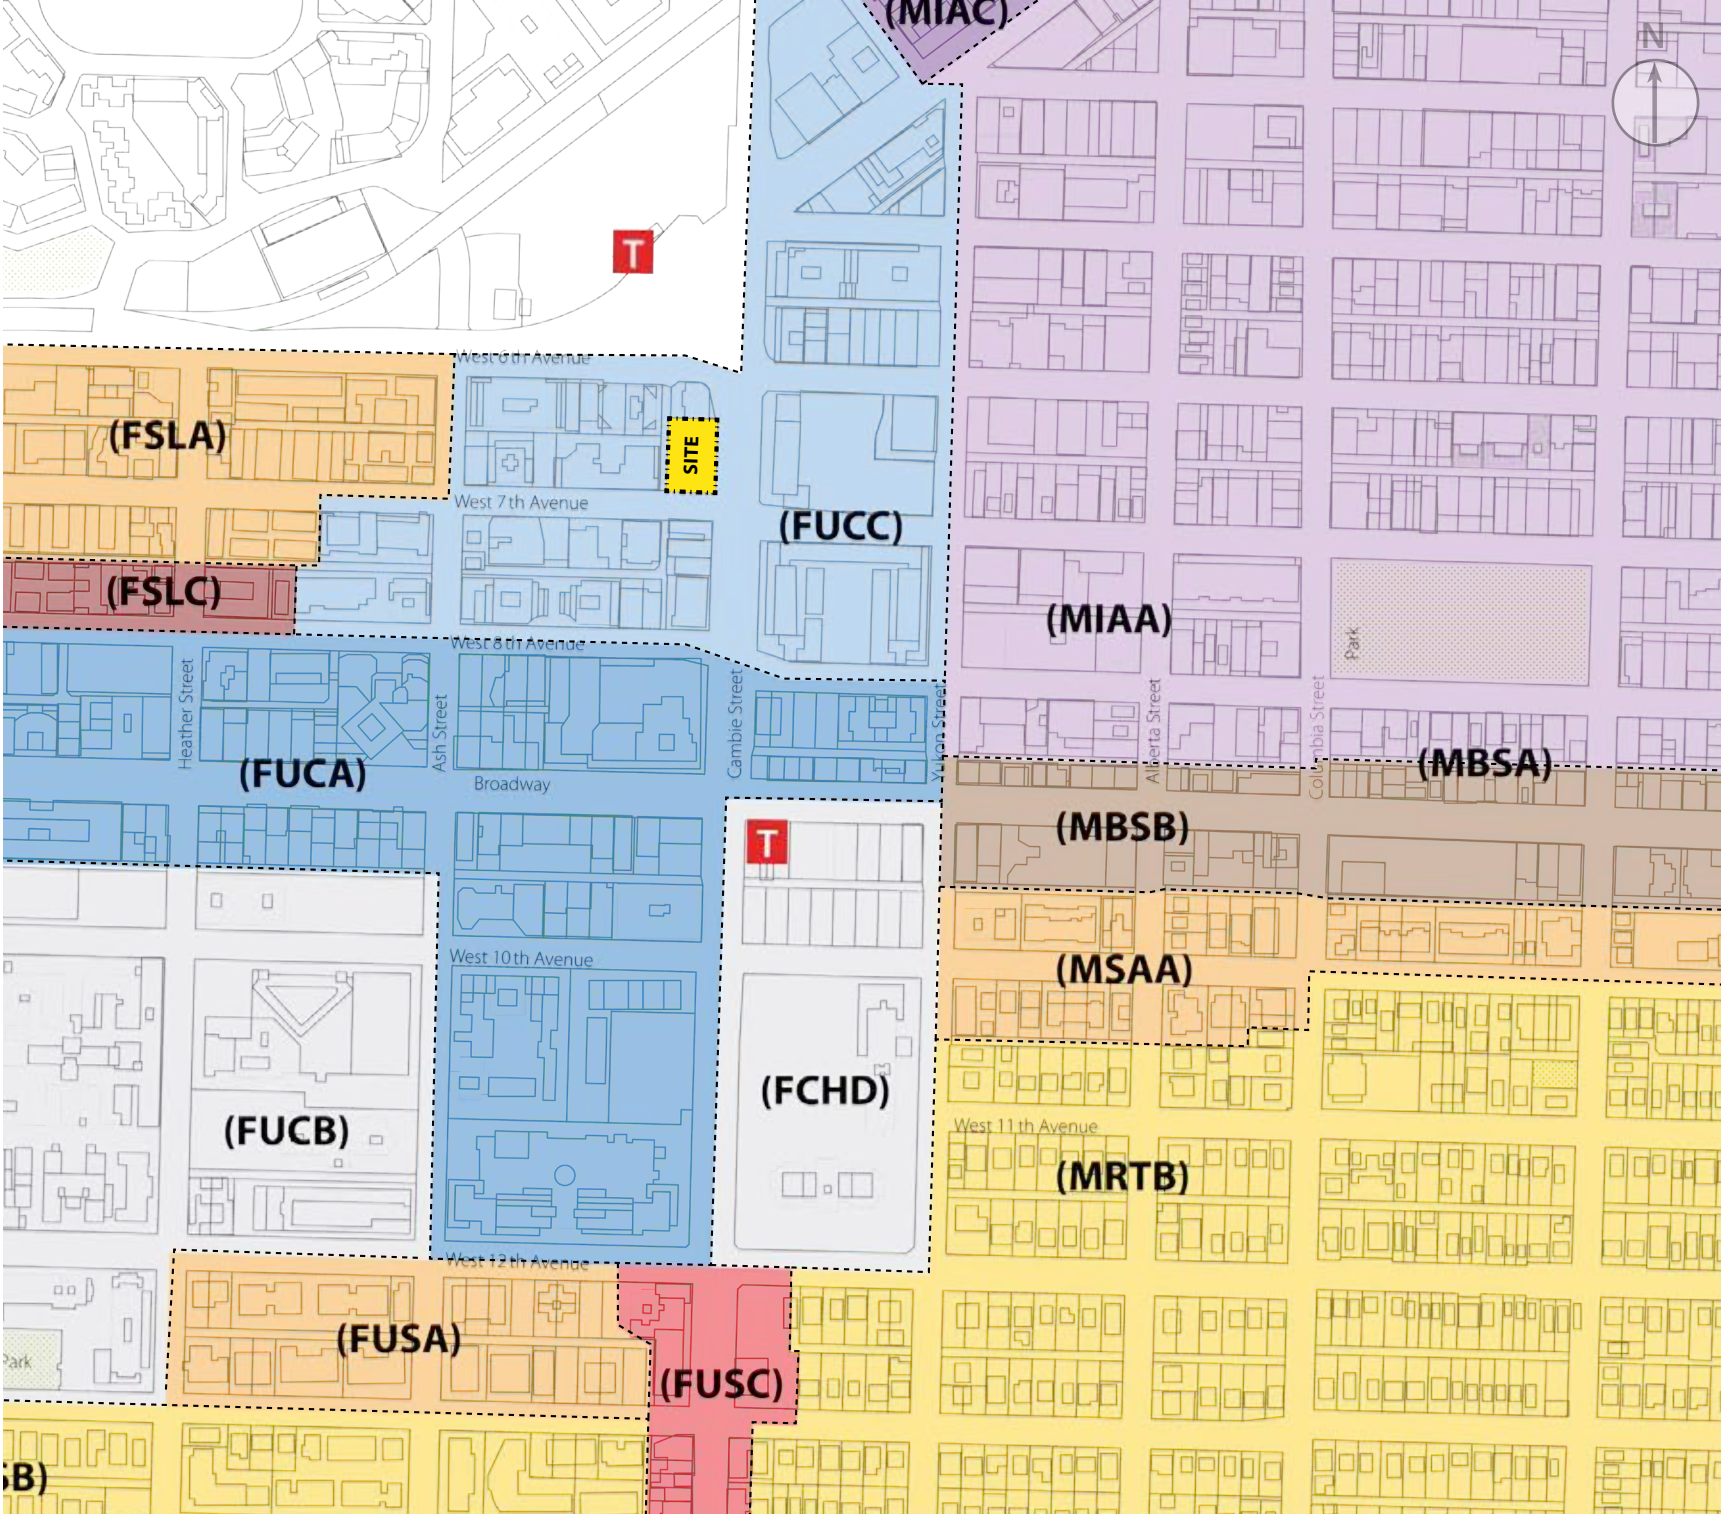 (MIAC)
N
T
West 6th Avenue
(FSLA)
SITE
West 7th Avenue
(FUCC)
(FSLC)
(MIAA)
Park
West 8th Avenue
Heather Street
Ash Street
Cambie Street
Yukon Street
Alberta Street
Columbia Street
(FUCA)
Broadway
(MBSA)
(MBSB)
T
West 10th Avenue
(MSAA)
(FCHD)
(FUCB)
West 11th Avenue
(MRTB)
West 12th Avenue
(FUSA)
Park
(FUSC)
SB)